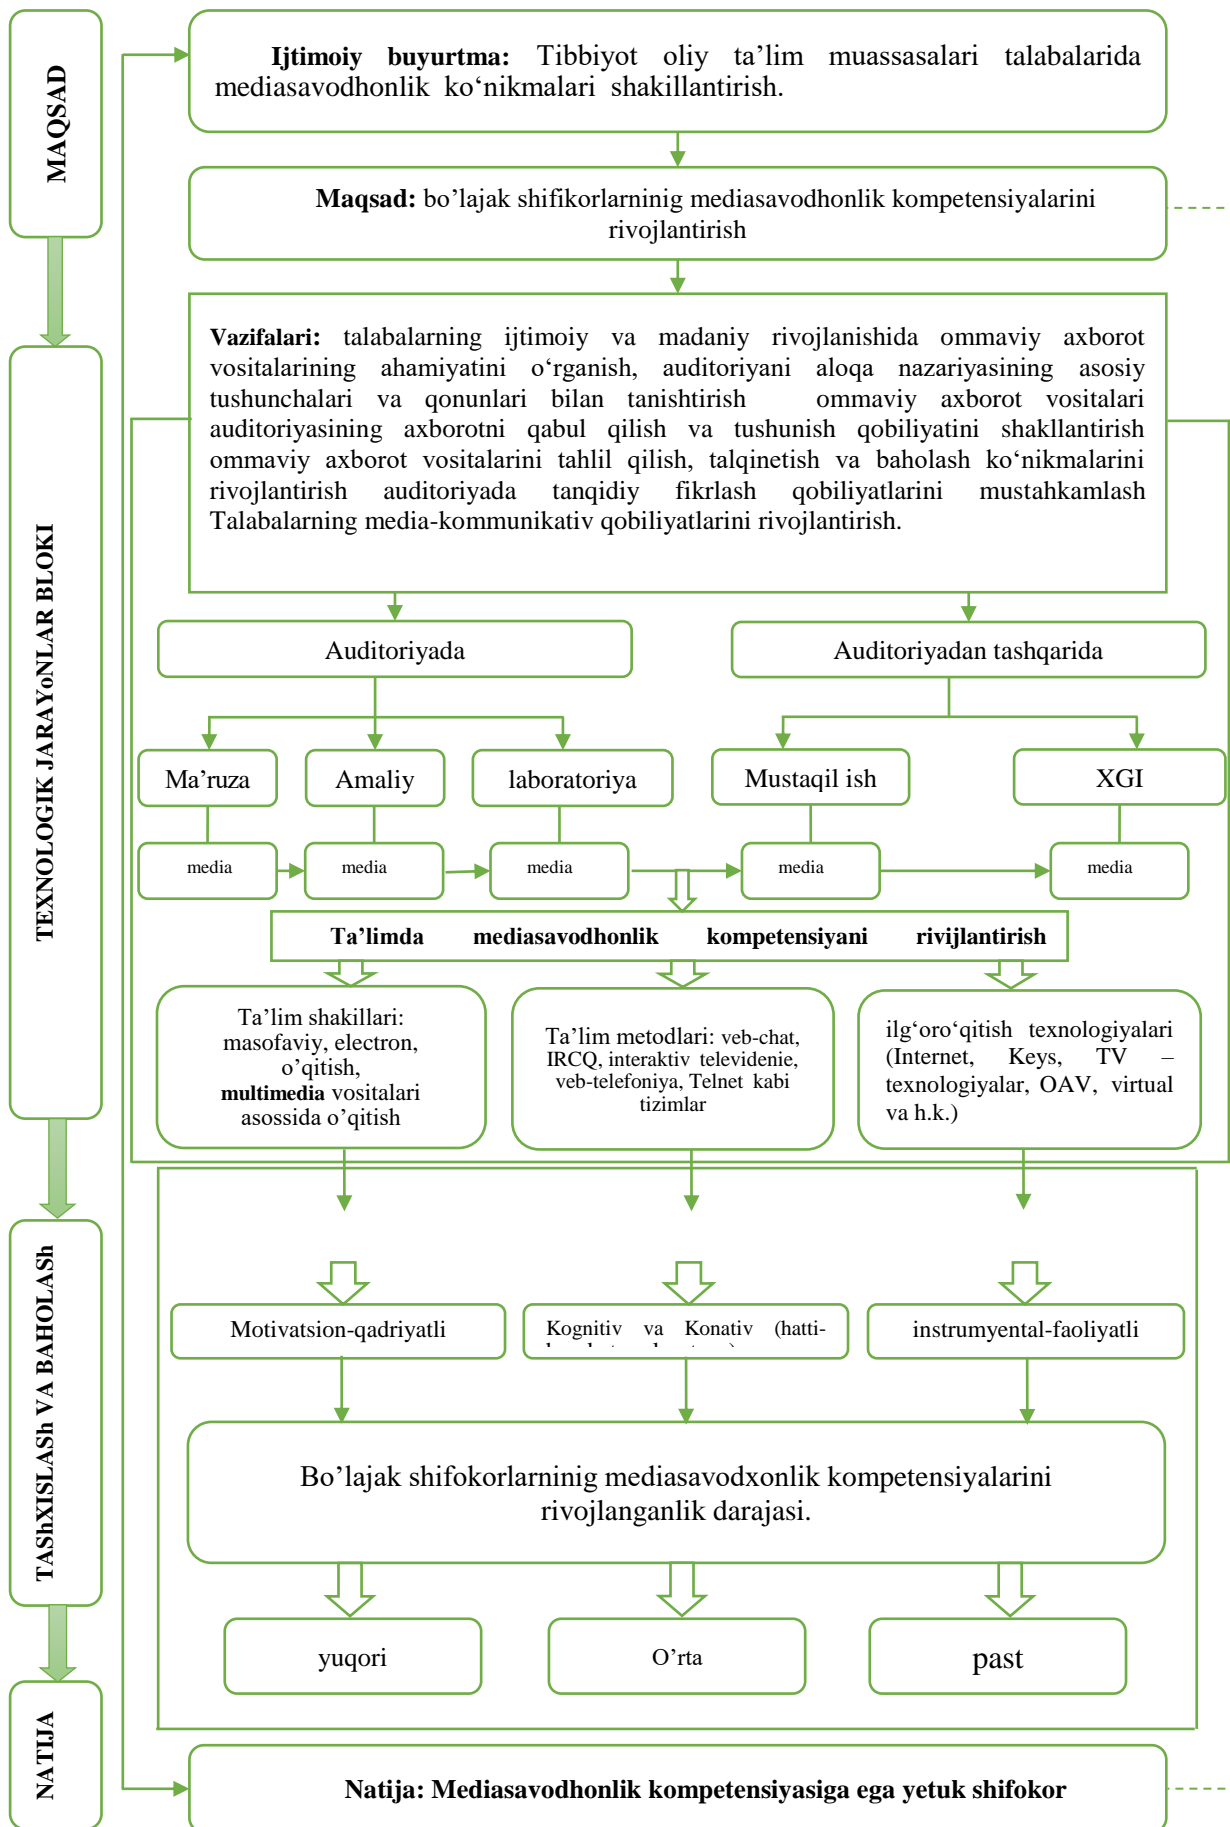 MAQSAD
Ijtimoiy buyurtma: Tibbiyot oliy ta’lim muassasalari talabalarida
mediasavodhonlik ko‘nikmalari shakillantirish.
Maqsad: bo’lajak shifikorlarninig mediasavodhonlik kompetensiyalarini
rivojlantirish
TEXNOLOGIK JARAYoNLAR BLOKI
Vazifalari: talabalarning ijtimoiy va madaniy rivojlanishida ommaviy axborot
vositalarining ahamiyatini o‘rganish, auditoriyani aloqa nazariyasining asosiy
tushunchalari va qonunlari bilan tanishtirish ommaviy axborot vositalari
auditoriyasining axborotni qabul qilish va tushunish qobiliyatini shakllantirish
ommaviy axborot vositalarini tahlil qilish, talqinetish va baholash ko‘nikmalarini
rivojlantirish auditoriyada tanqidiy fikrlash qobiliyatlarini mustahkamlash
Talabalarning media-kommunikativ qobiliyatlarini rivojlantirish.
Auditoriyada
Auditoriyadan tashqarida
Ma’ruza
Amaliy
laboratoriya
Mustaqil ish
XGI
media
media
media
media
media
Ta’limda mediasavodhonlik kompetensiyani rivijlantirish
Ta’lim shakillari:
masofaviy, electron,
o’qitish,
multimedia vositalari
asossida o’qitish
Ta’lim metodlari: veb-chat,
IRCQ, interaktiv televidenie,
veb-telefoniya, Telnet kabi
tizimlar
ilg‘oro‘qitish texnologiyalari
(Internet, Keys, TV –
texnologiyalar, OAV, virtual
va h.k.)
TAShXISLASh VA BAHOLASh
Motivatsion-qadriyatli
Kognitiv va Konativ (hatti-
instrumyental-faoliyatli
Bo’lajak shifokorlarninig mediasavodxonlik kompetensiyalarini
rivojlanganlik darajasi.
yuqori
O’rta
past
NATIJA
Natija: Mediasavodhonlik kompetensiyasiga ega yetuk shifokor